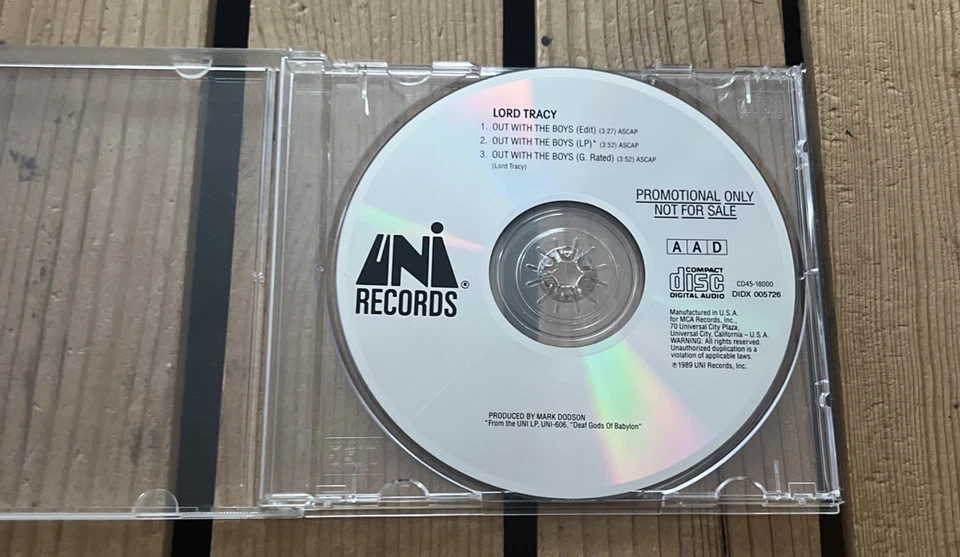 LORD TRACY
1. OUT WITH THE BOYS (Edit) (3:27) ASCAP
2. OUT WITH THE BOYS (LP)* (3:52) ASCAP
3. OUT WITH THE BOYS (G. Rated) (3:52) ASCAP
(Lord Tracy)
PROMOTIONAL ONLY
NOT FOR SALE
UNI
RECORDS®
A A D
COMPACT
disc
DIGITAL AUDIO
CD45-18000
DIDX 005726
Manufactured in U.S.A.
for MCA Records, Inc.,
70 Universal City Plaza,
Universal City, California – U.S.A.
WARNING: All rights reserved.
Unauthorized duplication is a
violation of applicable laws.
℗1989 UNI Records, Inc.
PRODUCED BY MARK DODSON
*From the UNI LP, UNI-606, "Deaf Gods Of Babylon"